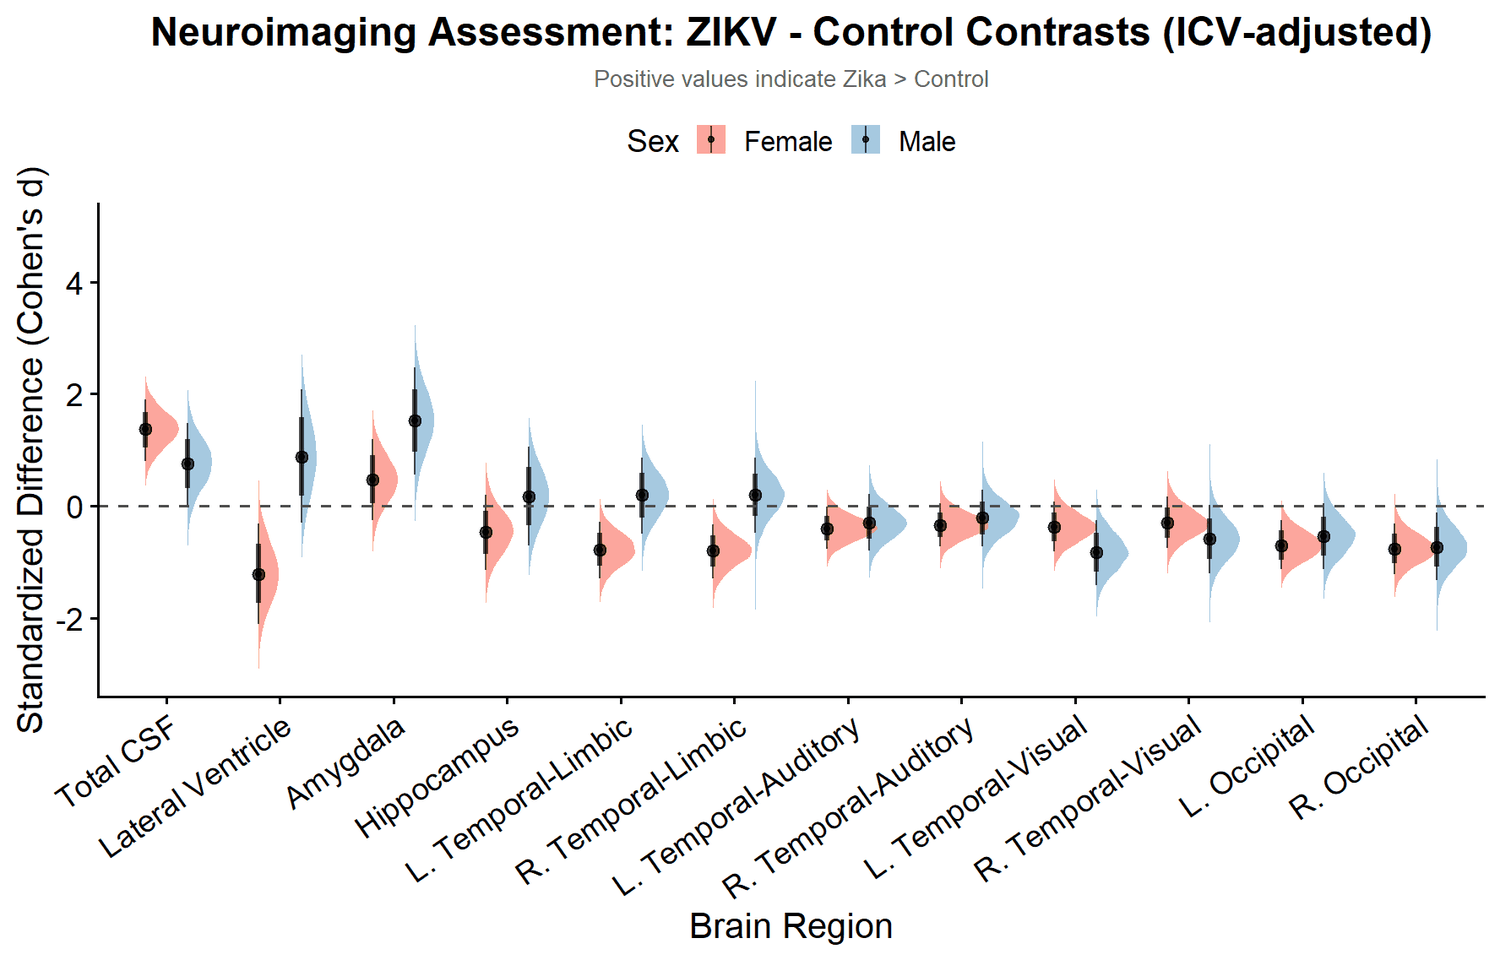 Neuroimaging Assessment: ZIKV - Control Contrasts (ICV-adjusted)
Positive values indicate Zika > Control
Sex Female Male
Standardized Difference (Cohen's d)
4
2
0
-2
Total CSF
Lateral Ventricle
Amygdala
Hippocampus
L. Temporal-Limbic
R. Temporal-Limbic
L. Temporal-Auditory
R. Temporal-Auditory
L. Temporal-Visual
R. Temporal-Visual
L. Occipital
R. Occipital
Brain Region